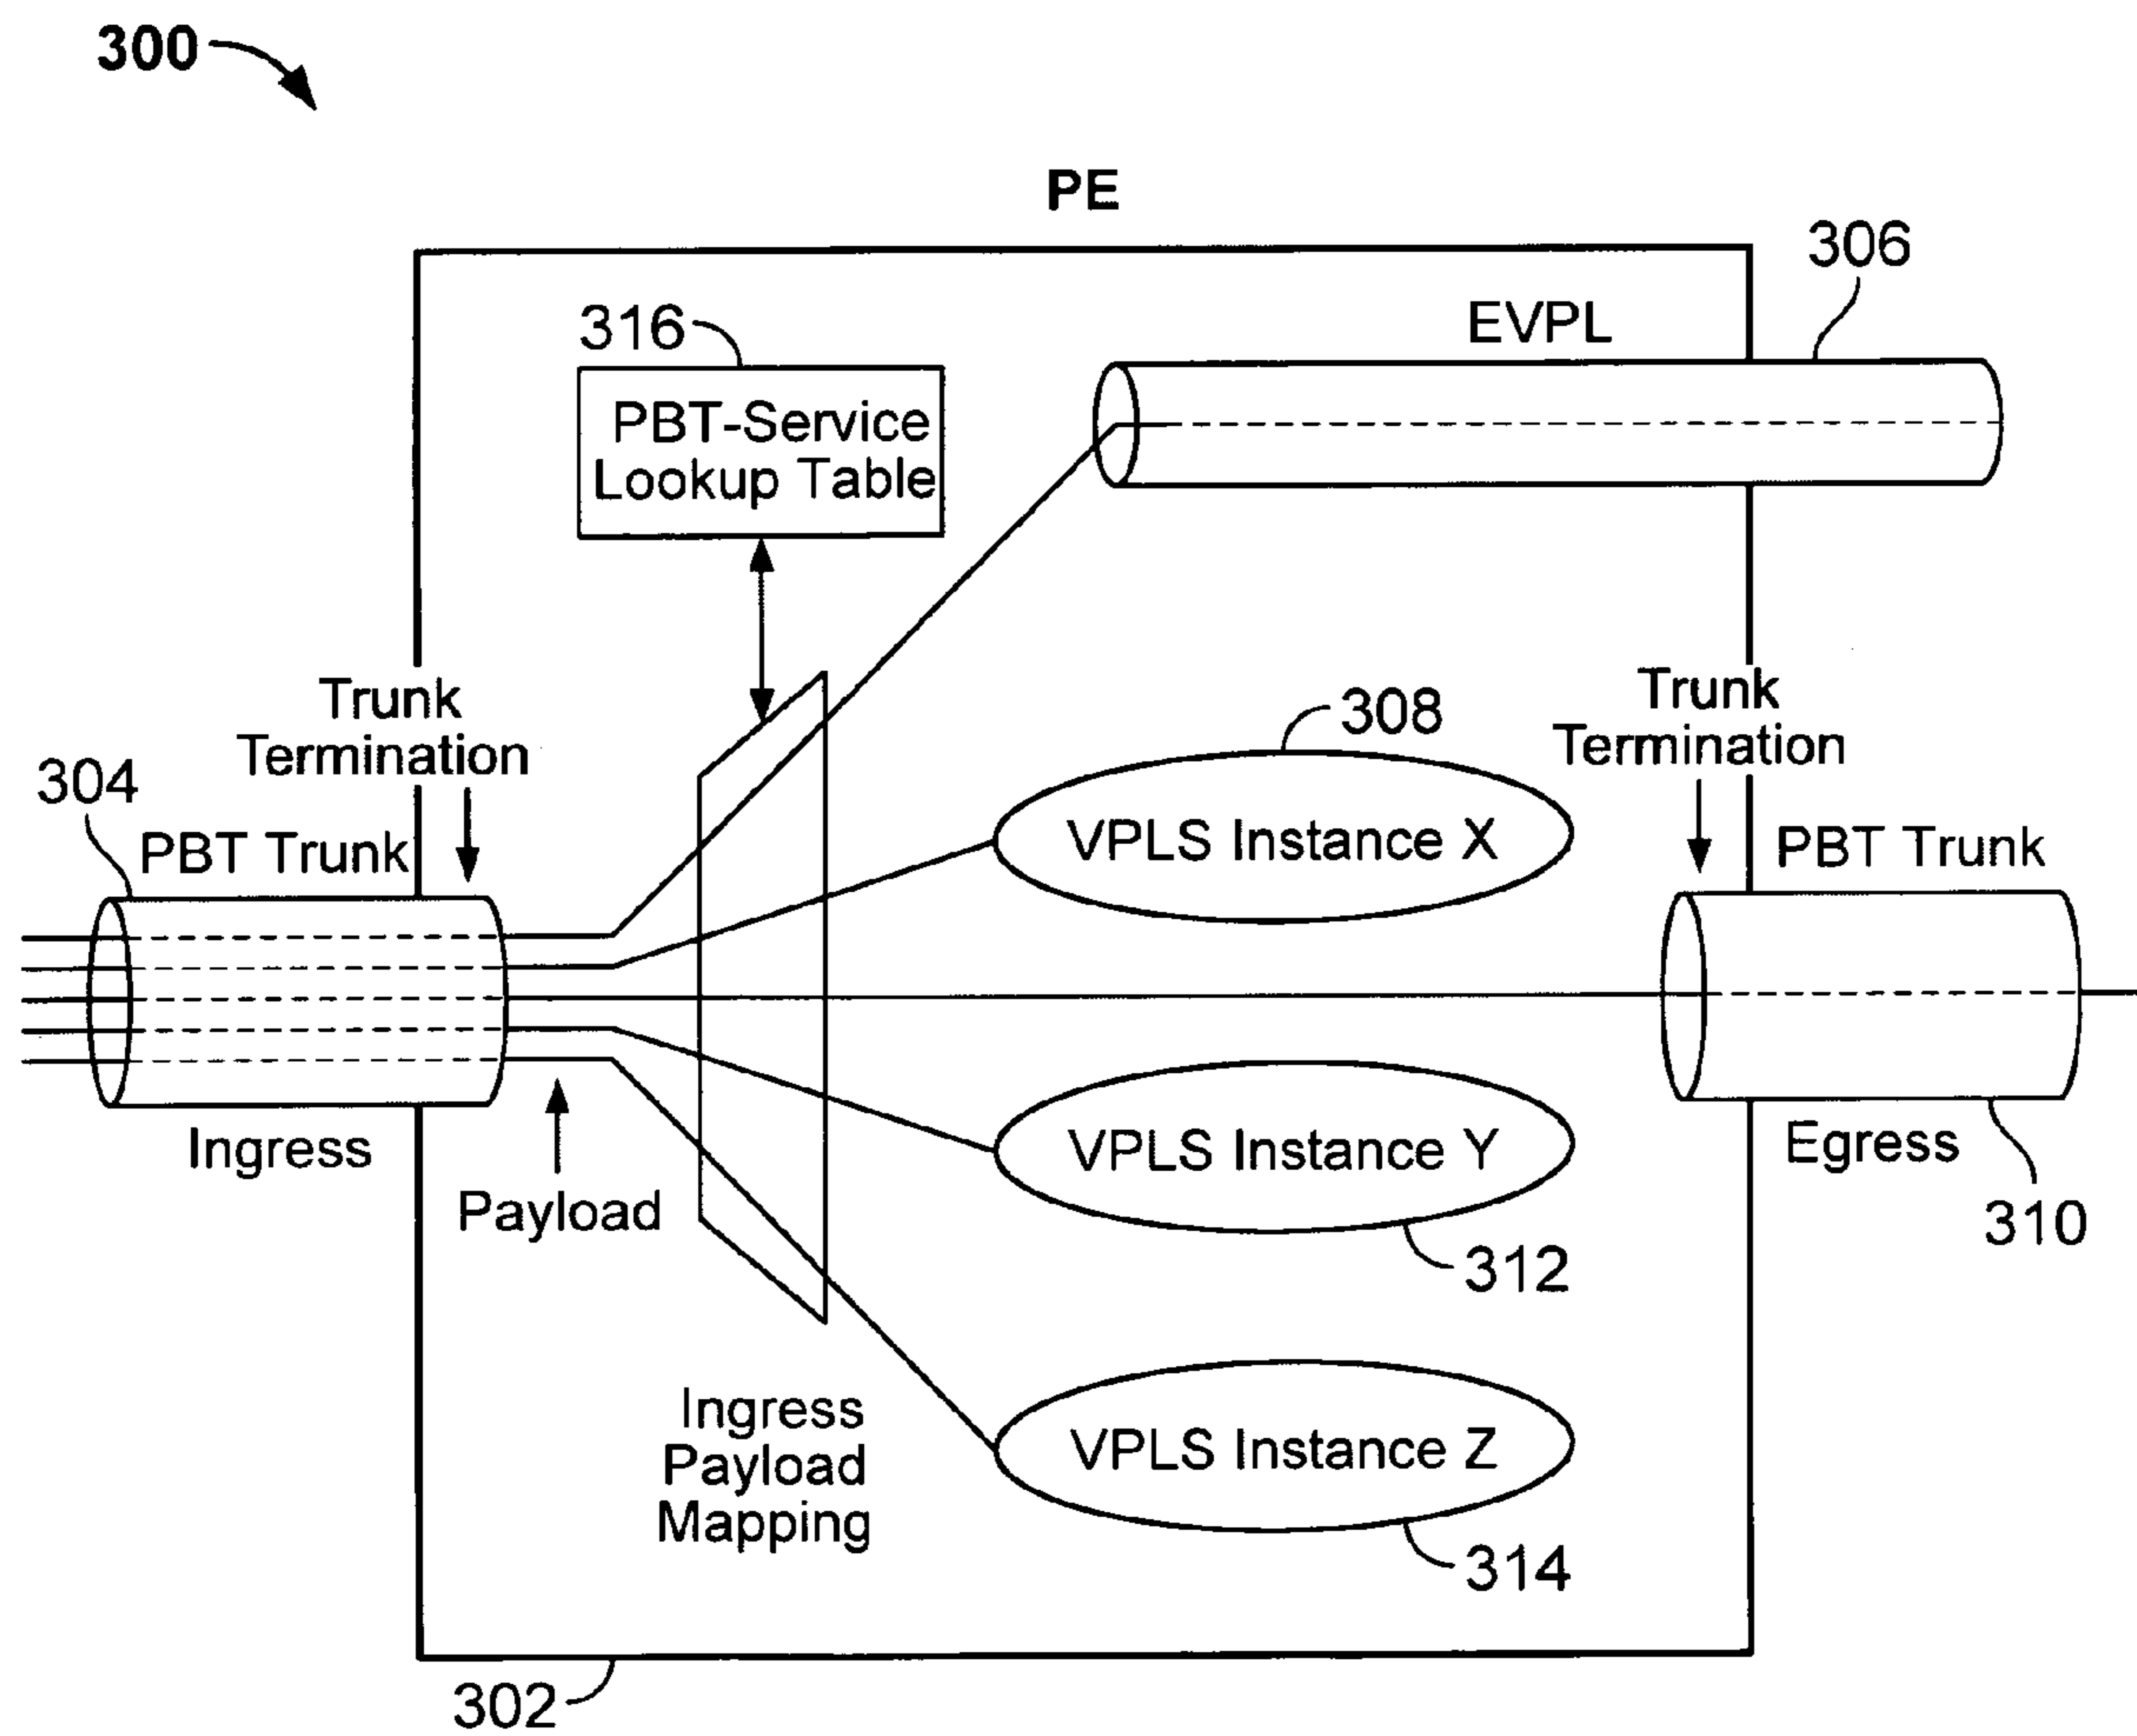 300
PE
306
EVPL
316
PBT-Service
Lookup Table
Trunk
Termination
308
Trunk
Termination
304
PBT Trunk
VPLS Instance X
PBT Trunk
Ingress
Payload
VPLS Instance Y
Egress
310
312
Ingress
Payload
Mapping
VPLS Instance Z
314
302